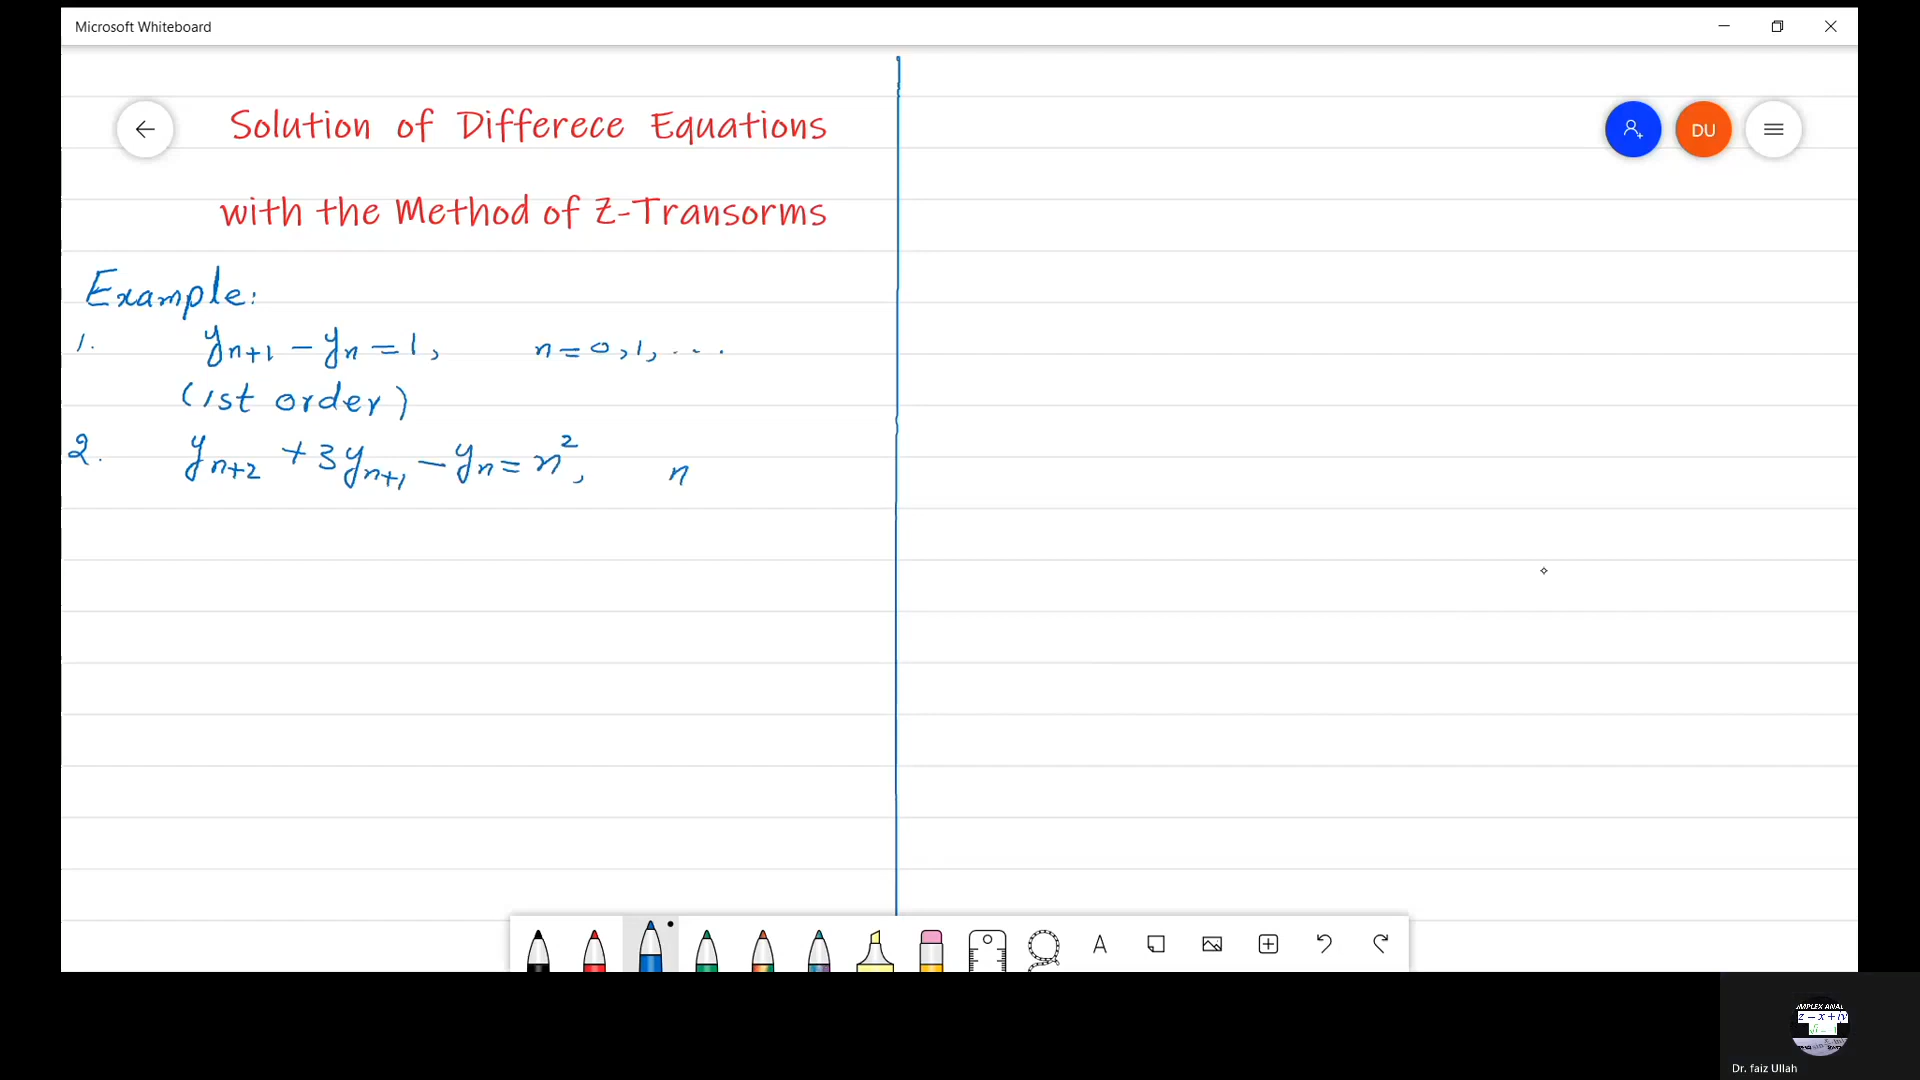 Microsoft Whiteboard
Solution of Differece Equations
with the Method of Z-Transorms
DU
Example:
1. yₙ₊₁ − yₙ = 1, n = 0, 1, ...
(1st order)
2. yₙ₊₂ + 3yₙ₊₁ − yₙ = n², n
A
z = x + iy
Dr. faiz Ullah